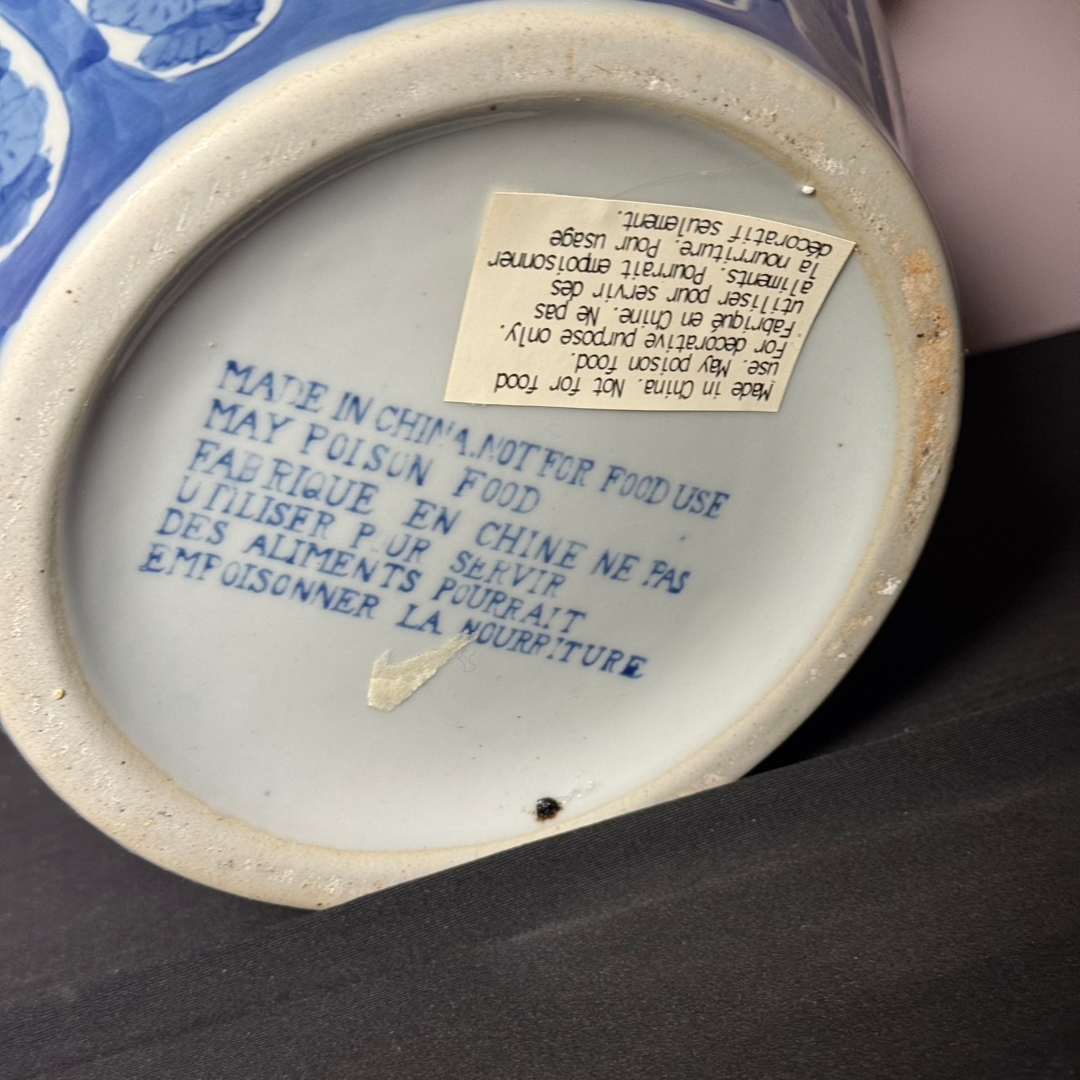 MADE IN CHINA. NOT FOR FOOD USE
MAY POISON FOOD
FABRIQUE EN CHINE NE PAS
UTILISER POUR SERVIR
DES ALIMENTS POURRAIT
EMPOISONNER LA NOURRITURE
Made in China. Not for food
use. May poison food.
For decorative purpose only.
Fabriqué en Chine. Ne pas
utiliser pour servir des
aliments. Pourrait empoisonner
la nourriture. Pour usage
décoratif seulement.